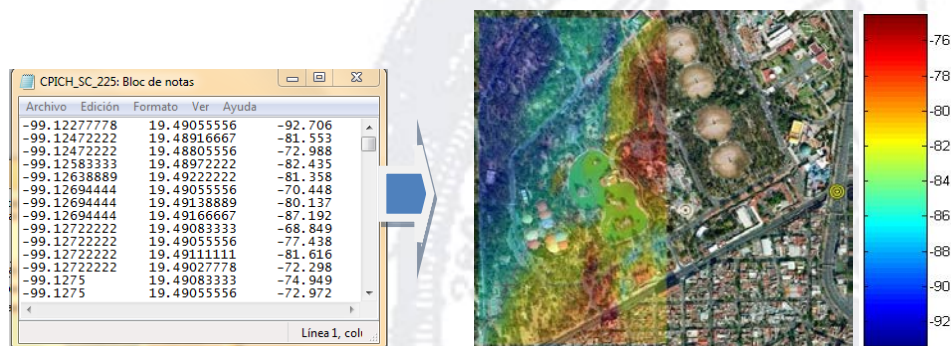 CPICH_SC_225: Bloc de notas
Archivo Edición Formato Ver Ayuda
-99.12277778 19.49055556 -92.706
-99.12472222 19.48916667 -81.553
-99.12472222 19.48805556 -72.988
-99.12583333 19.48972222 -82.435
-99.12638889 19.49222222 -81.358
-99.12694444 19.49055556 -70.448
-99.12694444 19.49138889 -80.137
-99.12694444 19.49166667 -87.192
-99.12722222 19.49083333 -68.849
-99.12722222 19.49055556 -77.438
-99.12722222 19.49111111 -81.616
-99.12722222 19.49027778 -72.298
-99.1275 19.49083333 -74.949
-99.1275 19.49055556 -72.972
Línea 1, colu
-76
-78
-80
-82
-84
-86
-88
-90
-92